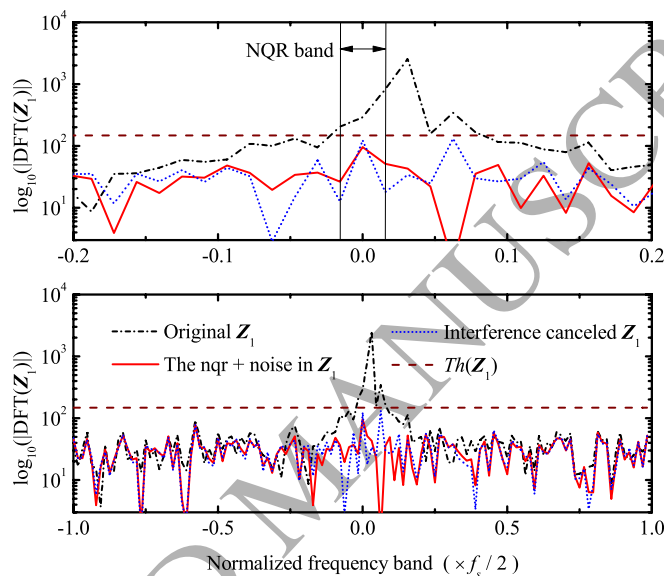 10^4
10^3
10^2
10^1
log10(|DFT(Z1)|)
NQR band
-0.2 -0.1 0.0 0.1 0.2
10^4
10^3
10^2
10^1
log10(|DFT(Z1)|)
Original Z1 Interference canceled Z1
The nqr + noise in Z1 Th(Z1)
-1.0 -0.5 0.0 0.5 1.0
Normalized frequency band (×fs/2)
D MANUSCRIP